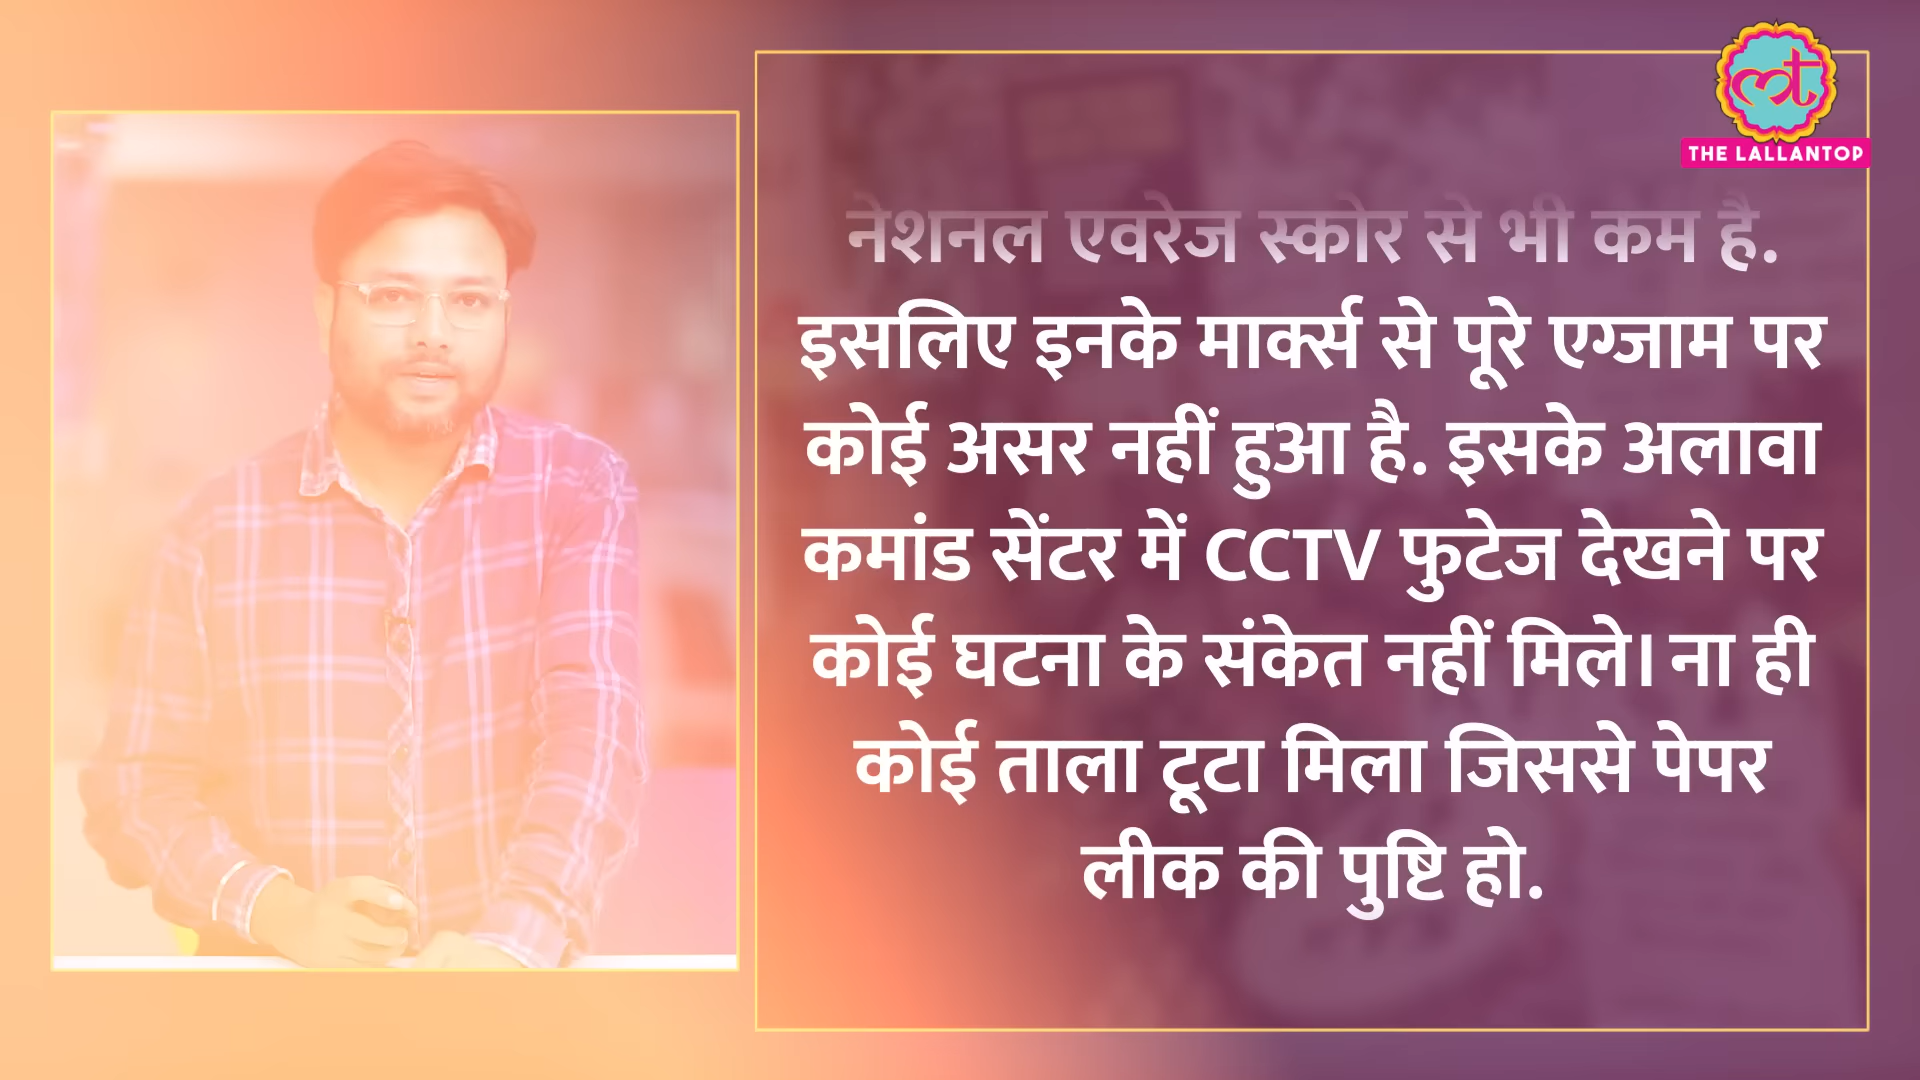 THE LALLANTOP
नेशनल एवरेज स्कोर से भी कम है.
इसलिए इनके मार्क्स से पूरे एग्जाम पर
कोई असर नहीं हुआ है. इसके अलावा
कमांड सेंटर में CCTV फुटेज देखने पर
कोई घटना के संकेत नहीं मिले। ना ही
कोई ताला टूटा मिला जिससे पेपर
लीक की पुष्टि हो.